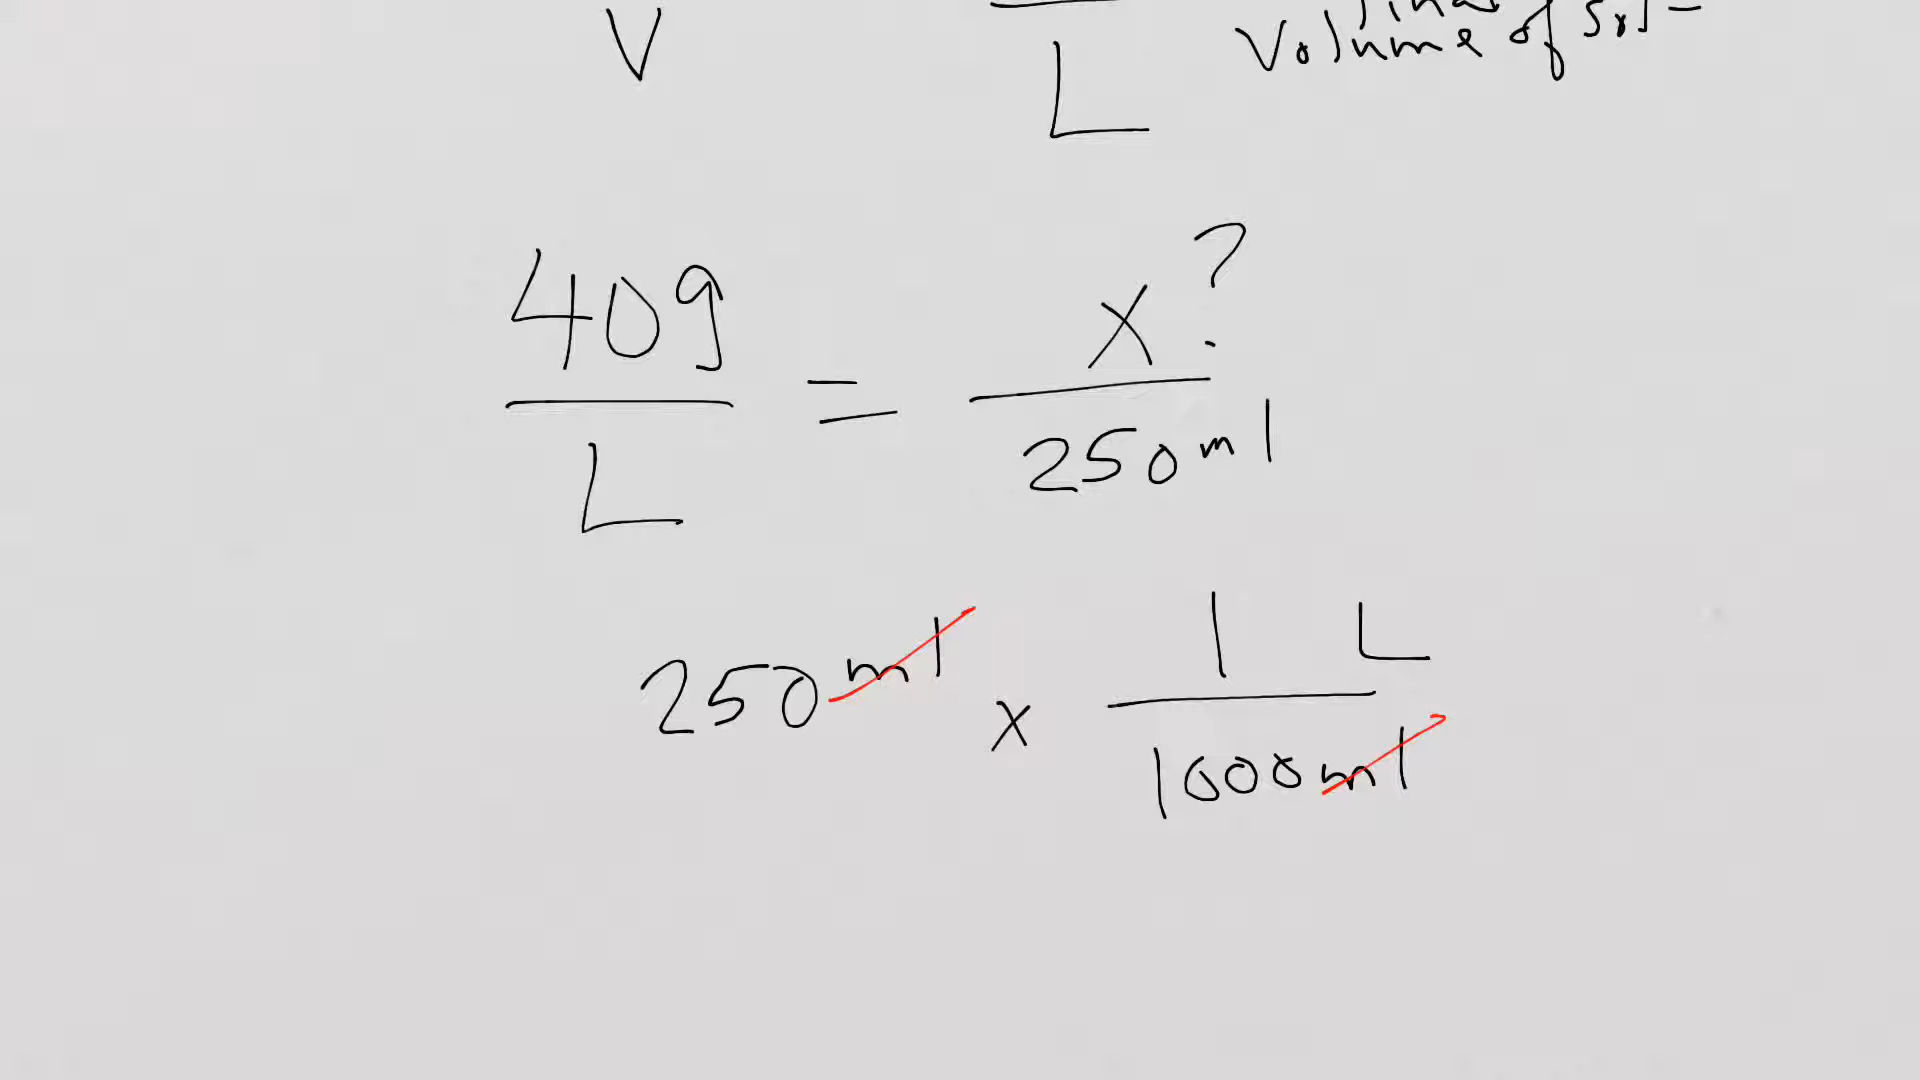 V
L
Volume of
40g = x?
L
250ml
250ml x 1 L
1000ml